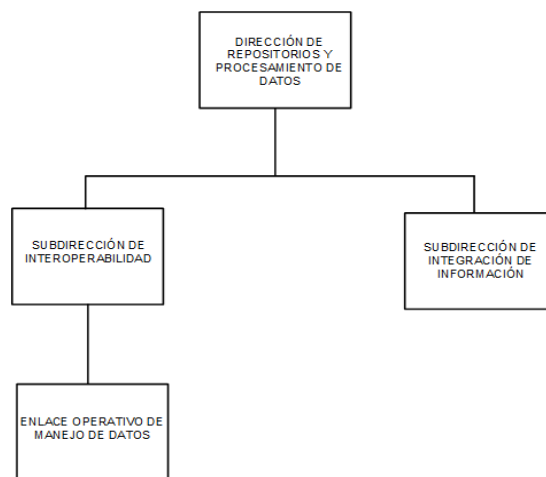 DIRECCIÓN DE
REPOSITORIOS Y
PROCESAMIENTO DE
DATOS
SUBDIRECCIÓN DE
INTEROPERABILIDAD
SUBDIRECCIÓN DE
INTEGRACIÓN DE
INFORMACIÓN
ENLACE OPERATIVO DE
MANEJO DE DATOS